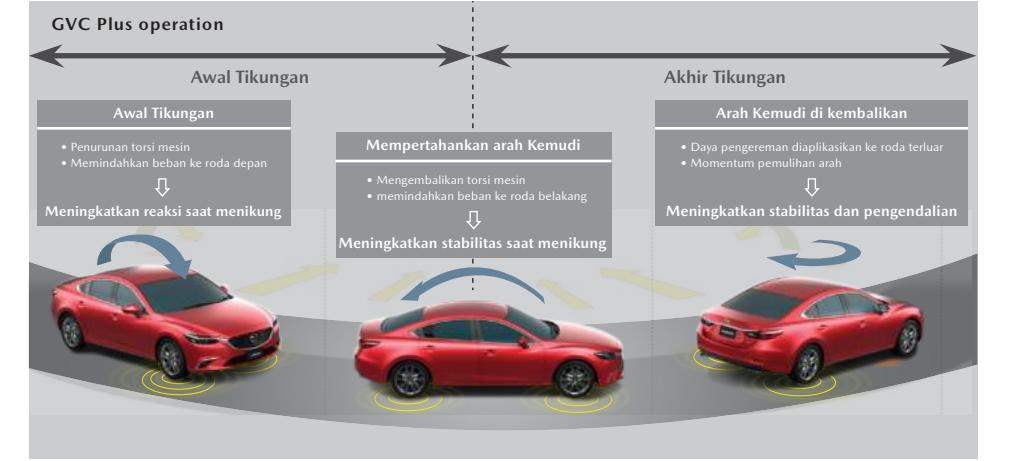 GVC Plus operation
Awal Tikungan
Akhir Tikungan
Awal Tikungan
• Penurunan torsi mesin
• Memindahkan beban ke roda depan
Meningkatkan reaksi saat menikung
Mempertahankan arah Kemudi
• Mengembalikan torsi mesin
• memindahkan beban ke roda belakang
Meningkatkan stabilitas saat menikung
Arah Kemudi di kembalikan
• Daya pengereman diaplikasikan ke roda terluar
• Momentum pemulihan arah
Meningkatkan stabilitas dan pengendalian